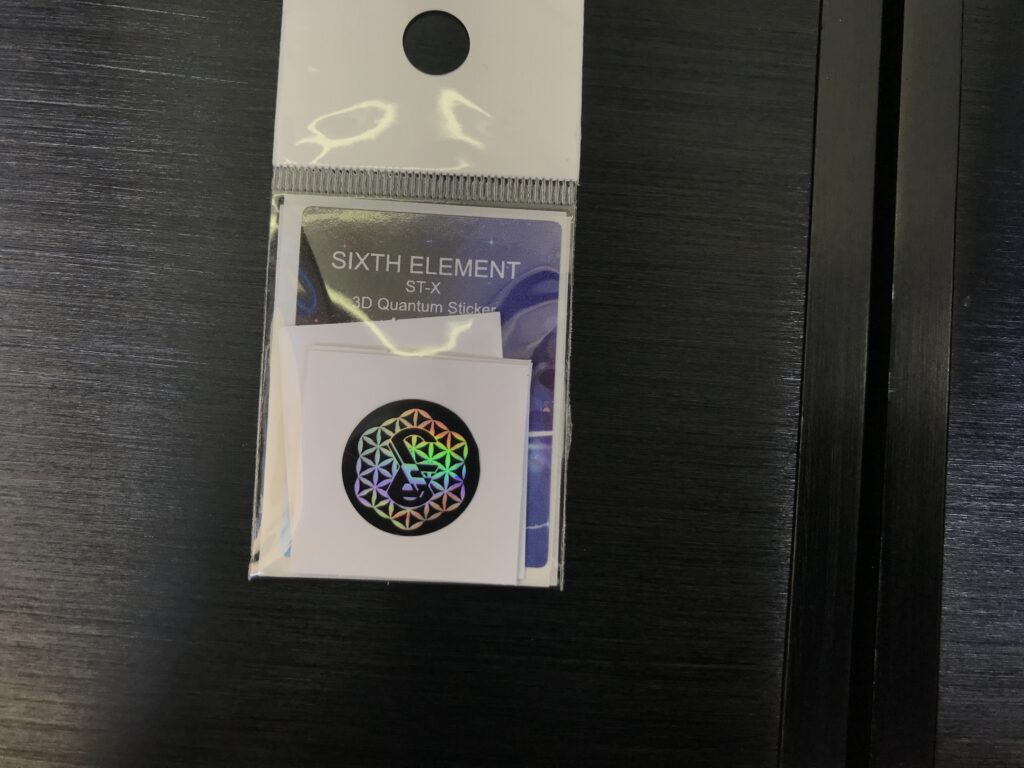 SIXTH ELEMENT
ST-X
3D Quantum Sticker